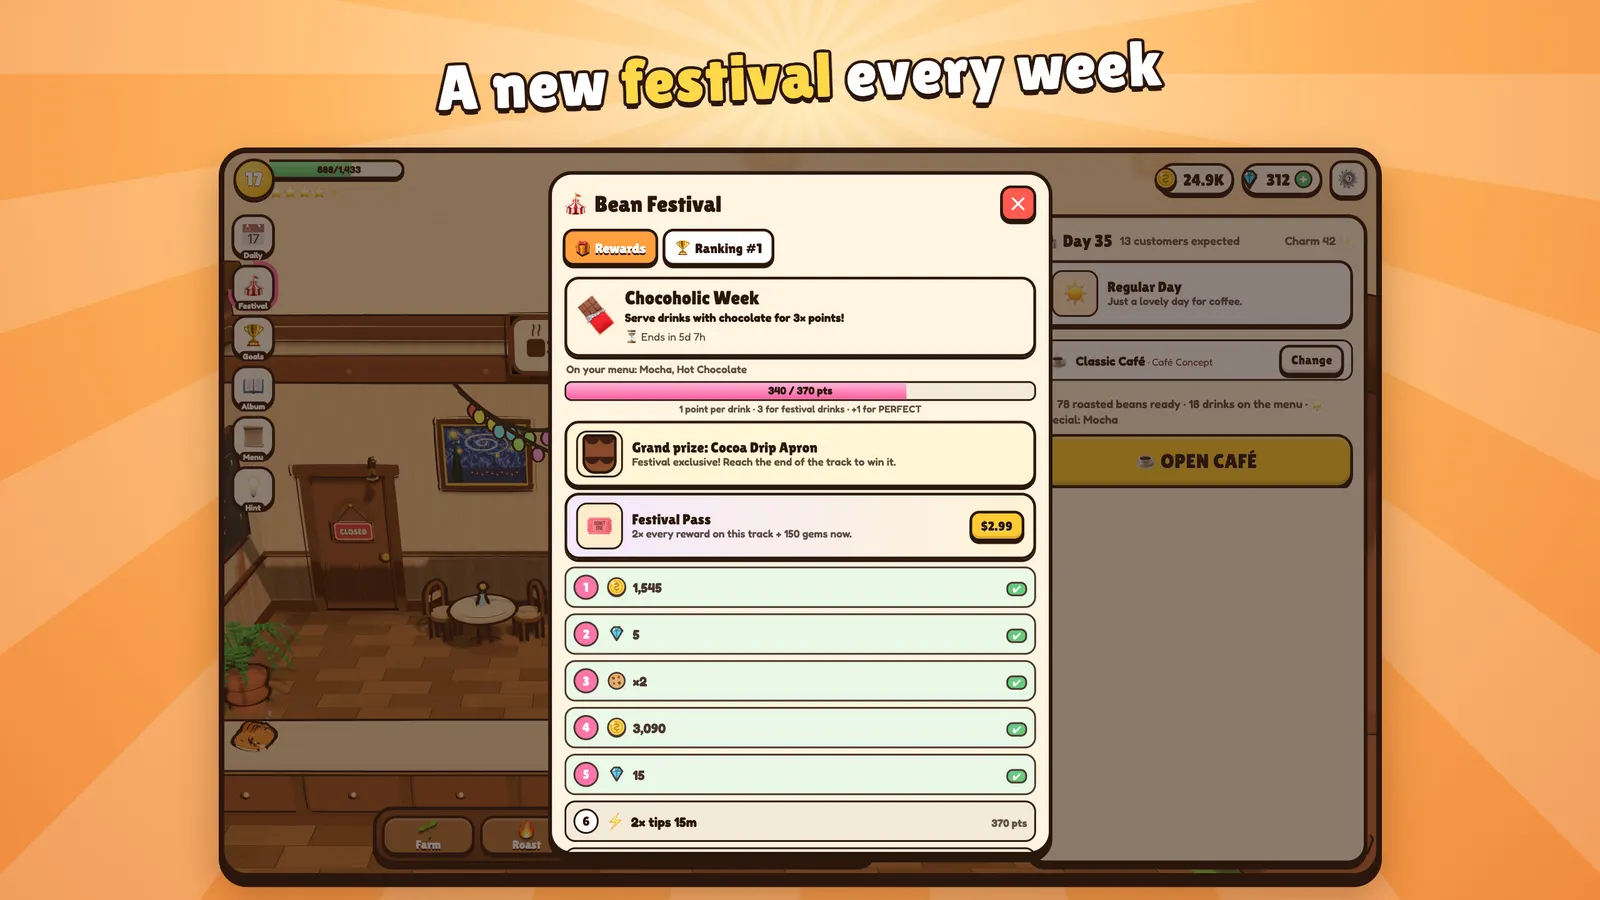 A new festival every week
17
888/1,433
24.9K
312
Daily
17
Festival
Goals
Album
Menu
Hint
CLOSED
Farm
Roast
Bean Festival
Rewards
Ranking #1
Chocoholic Week
Serve drinks with chocolate for 3x points!
Ends in 5d 7h
On your menu: Mocha, Hot Chocolate
340 / 370 pts
1 point per drink · 3 for festival drinks · +1 for PERFECT
Grand prize: Cocoa Drip Apron
Festival exclusive! Reach the end of the track to win it.
Festival Pass
2x every reward on this track + 150 gems now.
$2.99
1 1,545
2 5
3 x2
4 3,090
5 15
6 2x tips 15m 370 pts
Day 35 13 customers expected Charm 42
Regular Day
Just a lovely day for coffee.
Classic Café · Café Concept
Change
78 roasted beans ready · 18 drinks on the menu ·
ecial: Mocha
OPEN CAFÉ